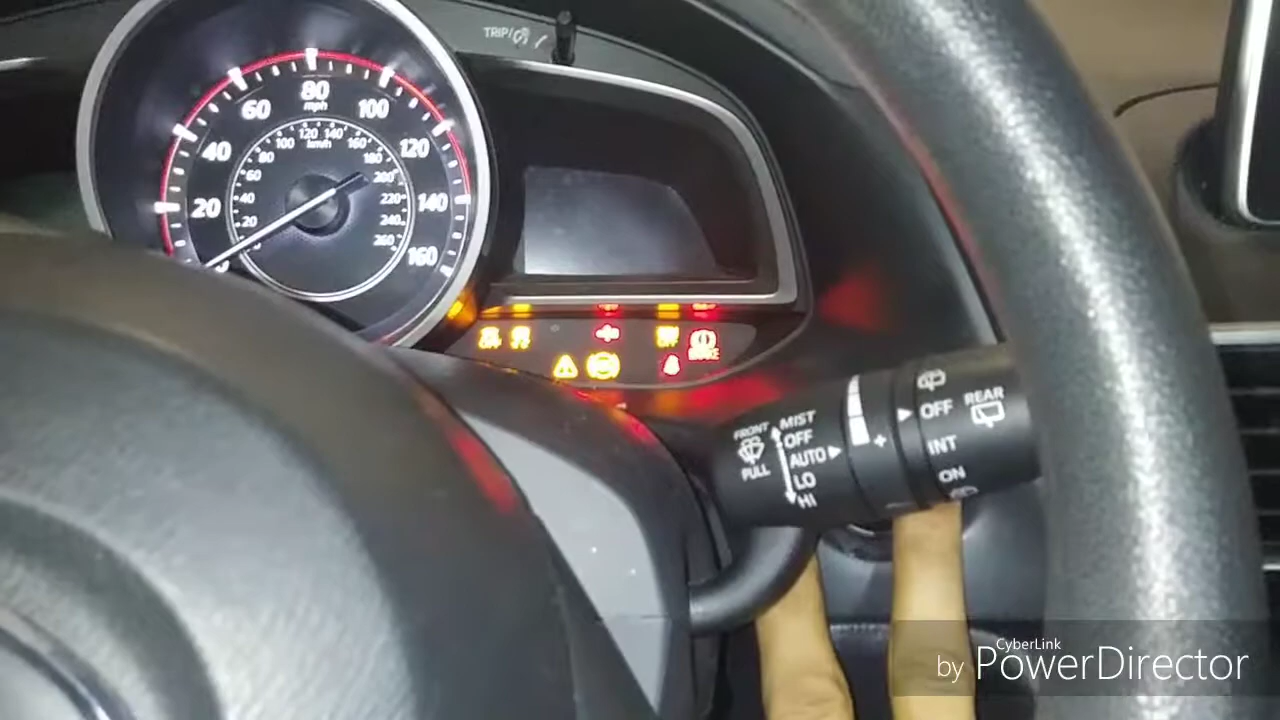 TRIP/
80
mph
60
100
40
120
20
140
160
120 140
km/h
100
160
80
180
60
200
40
220
20
240
260
OFF
OFF
BRAKE
FRONT
PULL
MIST
OFF
AUTO
LO
HI
+
OFF
INT
ON
REAR
CyberLink
by PowerDirector